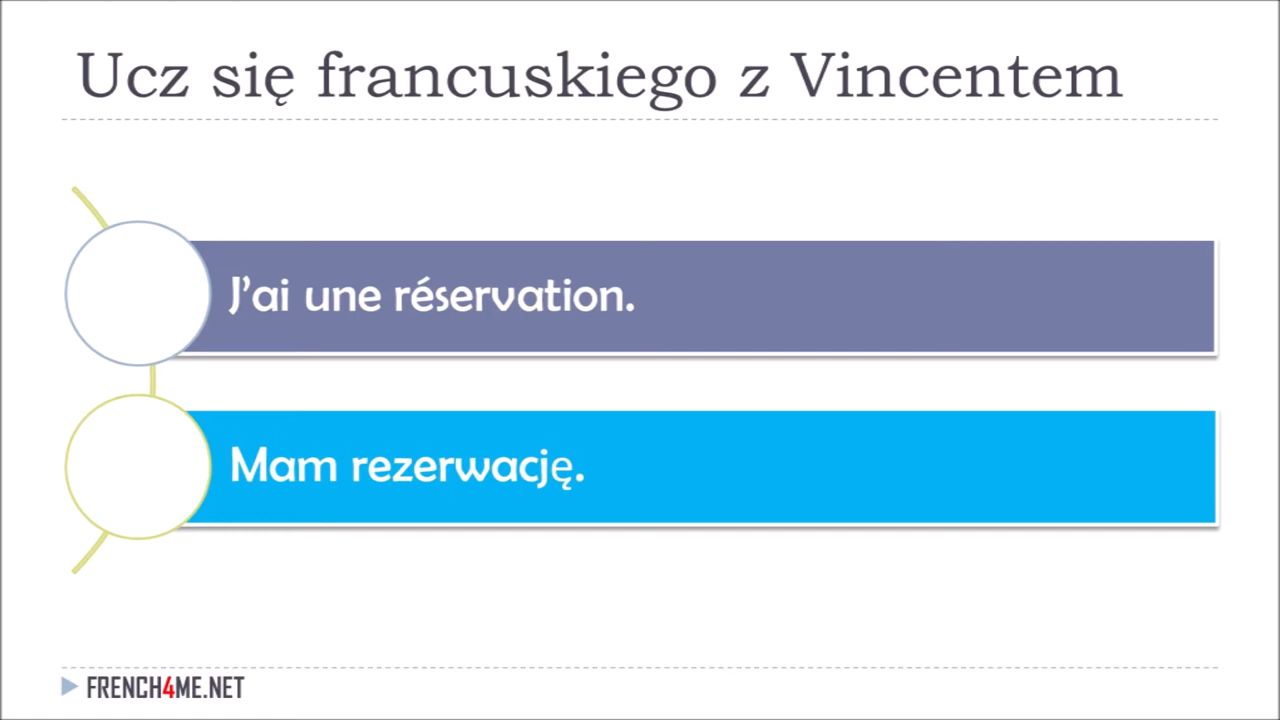 Ucz się francuskiego z Vincentem
J’ai une réservation.
Mam rezerwację.
FRENCH4ME.NET